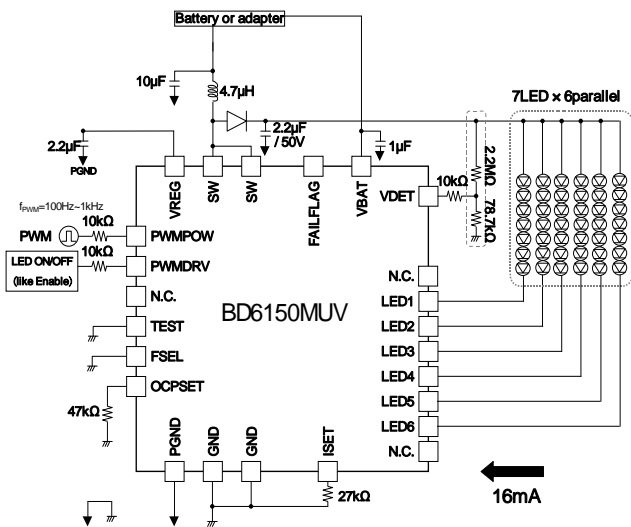 Battery or adapter
10μF
4.7μH
7LED × 6parallel
2.2μF
/ 50V
2.2μF
PGND
1μF
2.2MΩ
78.7kΩ
VREG
SW
SW
FAILFLAG
VBAT
VDET
10kΩ
fPWM=100Hz~1kHz
10kΩ
PWM
PWMPOW
10kΩ
LED ON/OFF
(like Enable)
PWMDRV
N.C.
N.C.
LED1
TEST
BD6150MUV
LED2
FSEL
LED3
OCPSET
LED4
47kΩ
LED5
LED6
PGND
GND
GND
ISET
N.C.
27kΩ
16mA